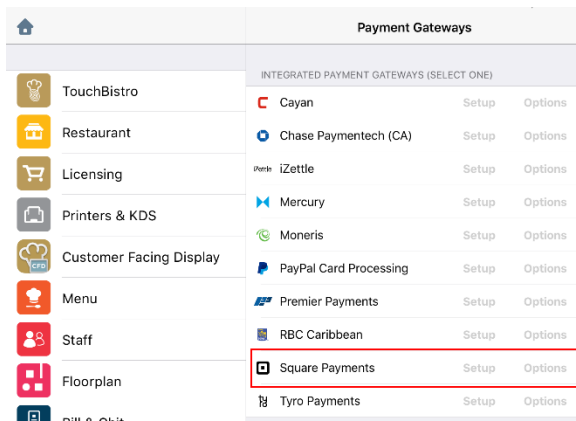 Payment Gateways
TouchBistro
Restaurant
Licensing
Printers & KDS
Customer Facing Display
CFD
Menu
Staff
Floorplan
INTEGRATED PAYMENT GATEWAYS (SELECT ONE)
Cayan Setup Options
Chase Paymentech (CA) Setup Options
iZettle iZettle Setup Options
Mercury Setup Options
Moneris Setup Options
PayPal Card Processing Setup Options
Premier Payments Setup Options
RBC Caribbean Setup Options
Square Payments Setup Options
Tyro Payments Setup Options